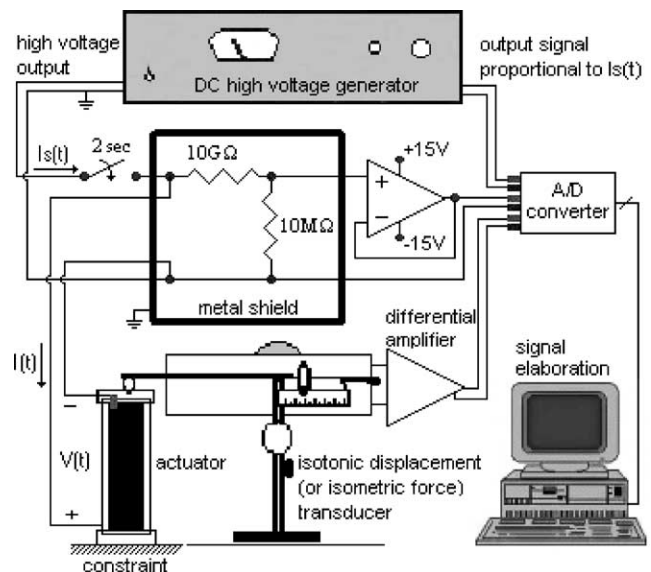 high voltage
output
DC high voltage generator
output signal
proportional to Is(t)
Is(t)
2 sec
10GΩ
10MΩ
+15V
+
−
-15V
A/D
converter
metal shield
differential
amplifier
signal
elaboration
I(t)
−
V(t)
+
actuator
isotonic displacement
(or isometric force)
transducer
constraint